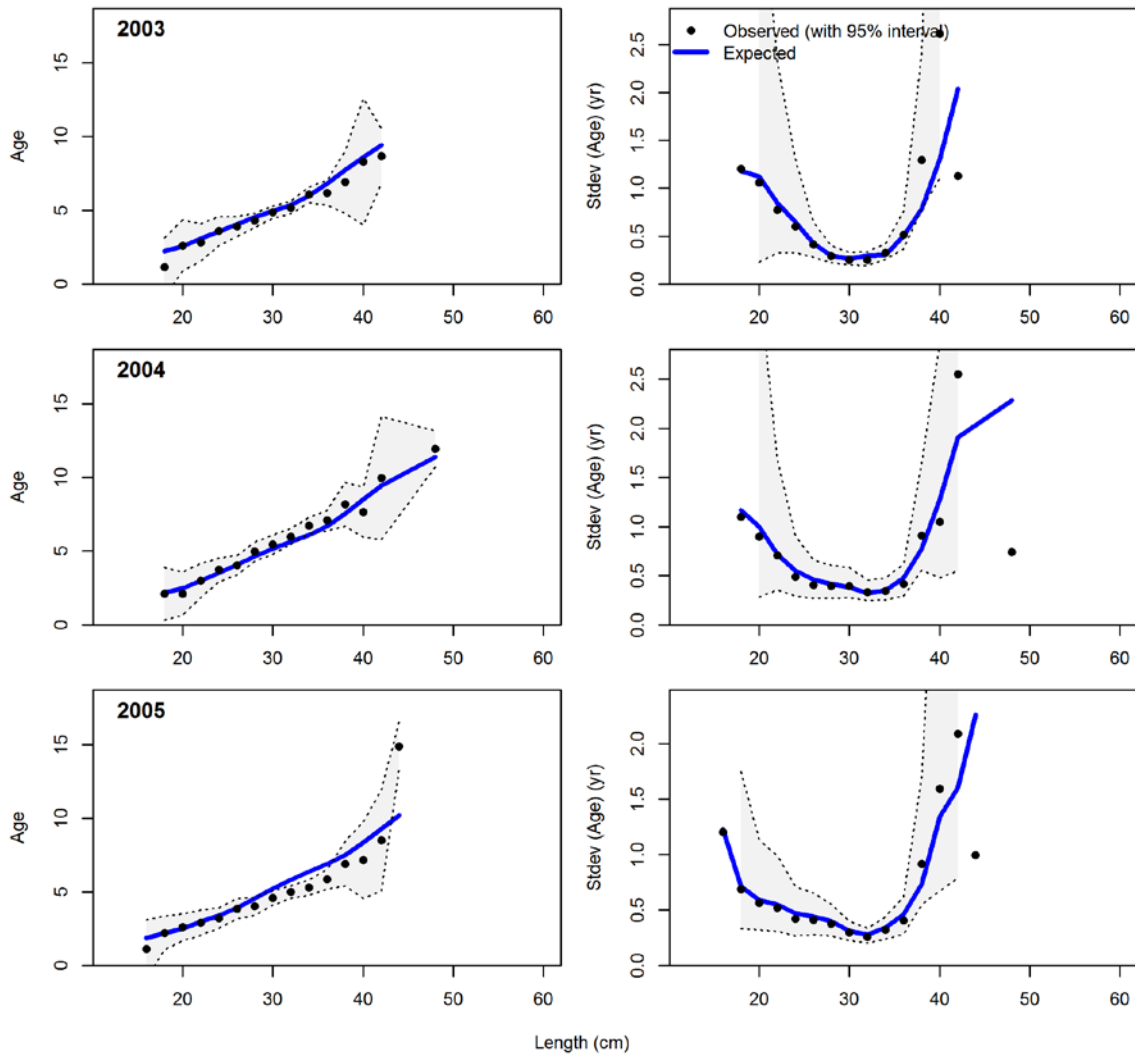 2003
Age
0 5 10 15
20 30 40 50 60
Observed (with 95% interval)
Expected
Stdev (Age) (yr)
0.0 0.5 1.0 1.5 2.0 2.5
20 30 40 50 60
2004
Age
0 5 10 15
20 30 40 50 60
Stdev (Age) (yr)
0.0 0.5 1.0 1.5 2.0 2.5
20 30 40 50 60
2005
Age
0 5 10 15
20 30 40 50 60
Stdev (Age) (yr)
0.0 0.5 1.0 1.5 2.0
20 30 40 50 60
Length (cm)